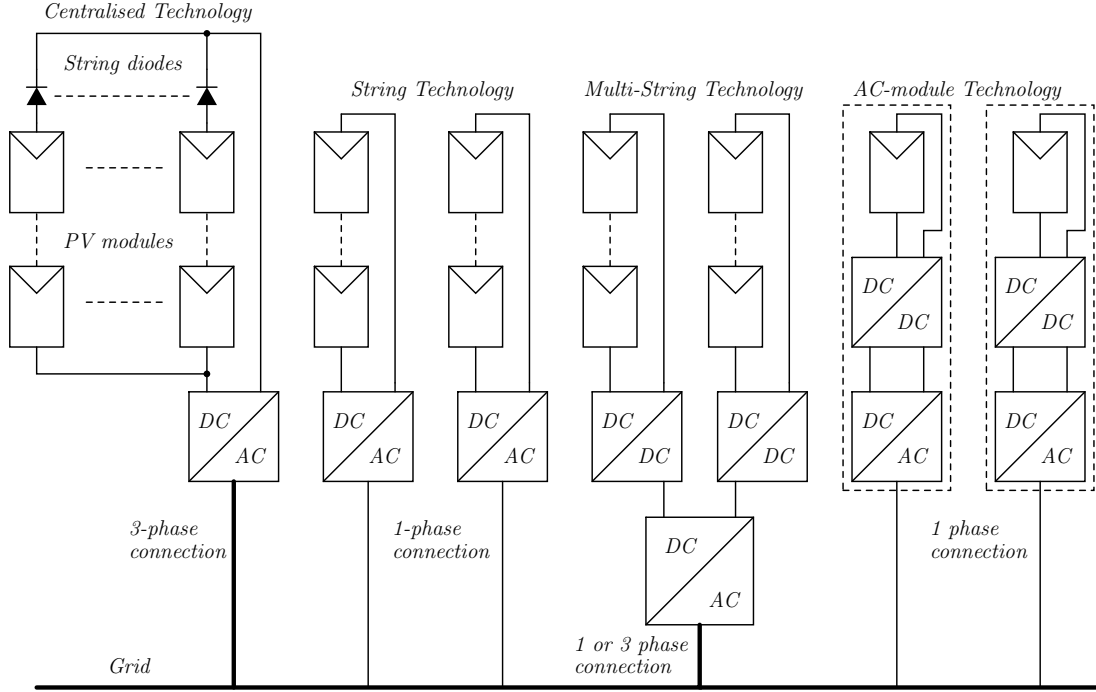 Centralised Technology
String diodes
String Technology
Multi-String Technology
AC-module Technology
PV modules
DC
DC
DC
DC
DC
AC
DC
AC
DC
AC
DC
DC
DC
DC
DC
AC
DC
AC
3-phase
connection
1-phase
connection
1 phase
connection
DC
AC
1 or 3 phase
connection
Grid